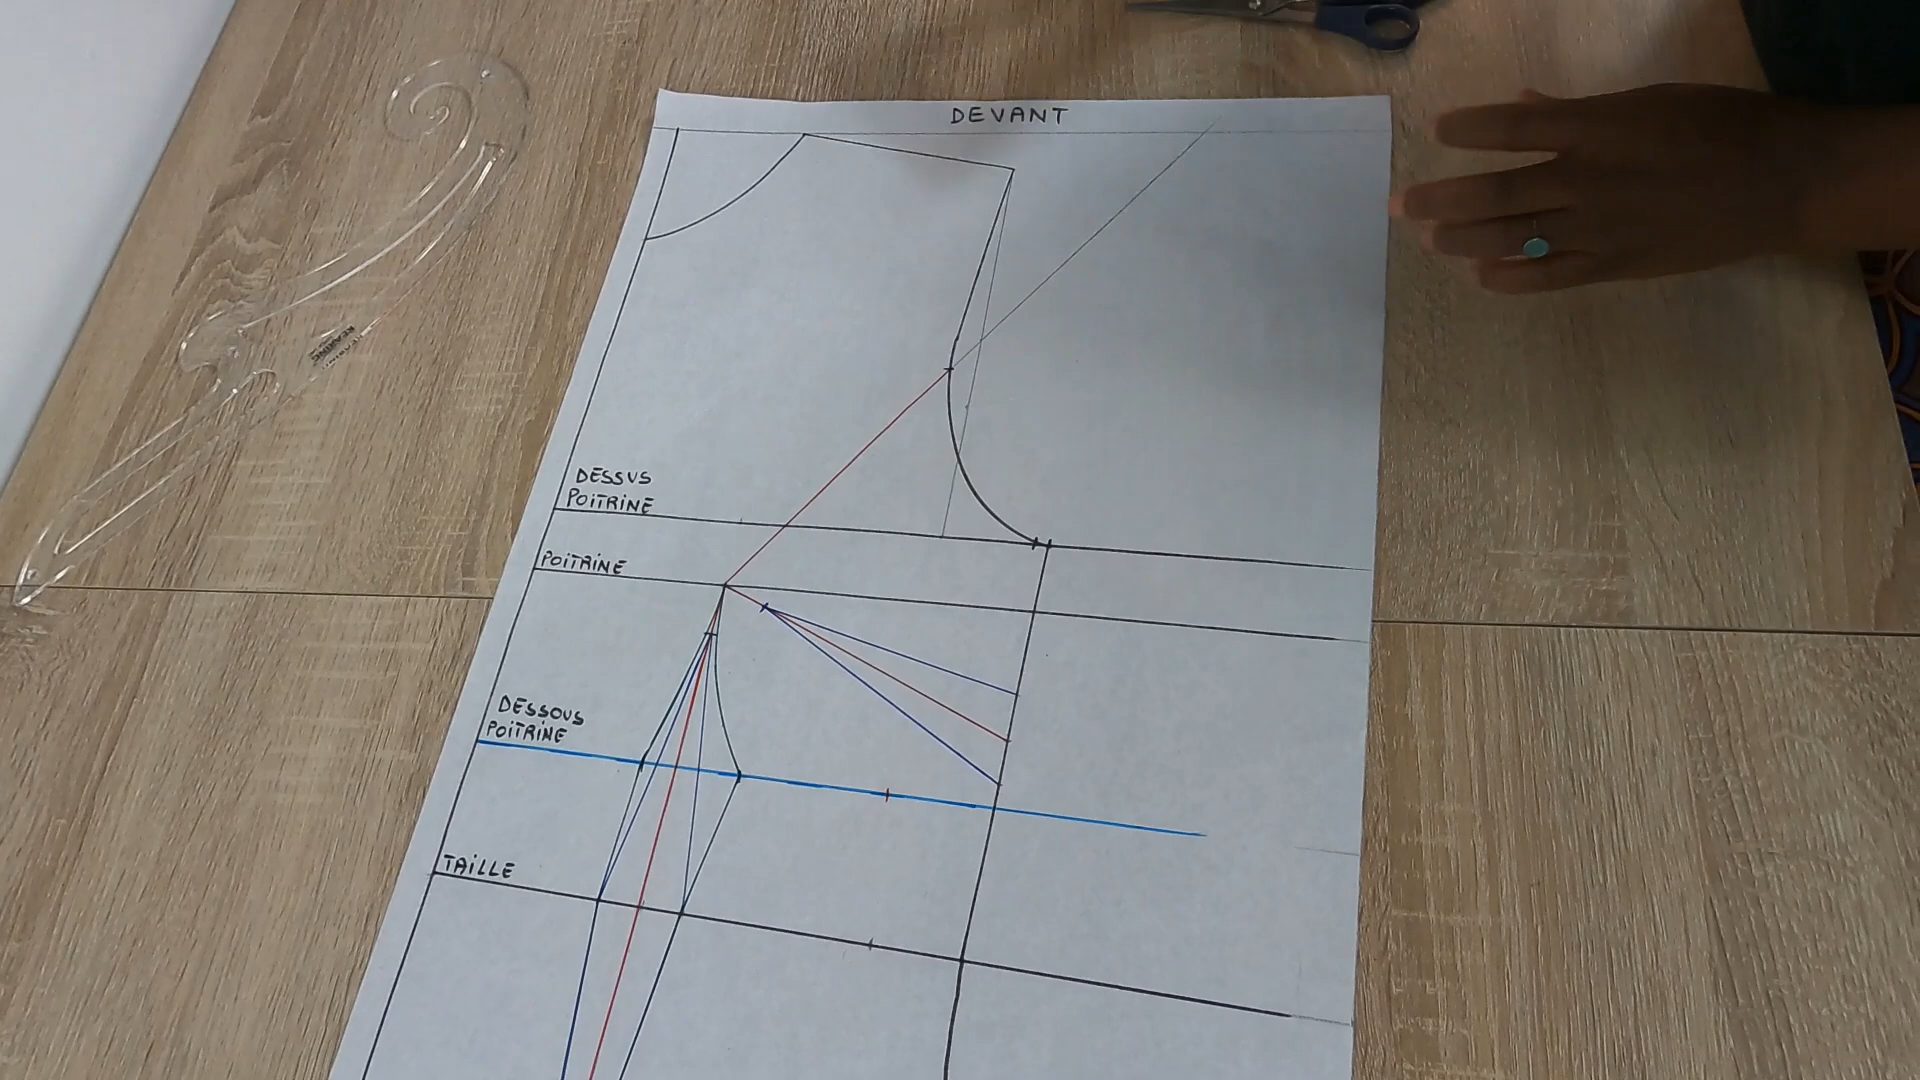 DEVANT
DESSUS
POITRINE
POITRINE
DESSOUS
POITRINE
TAILLE